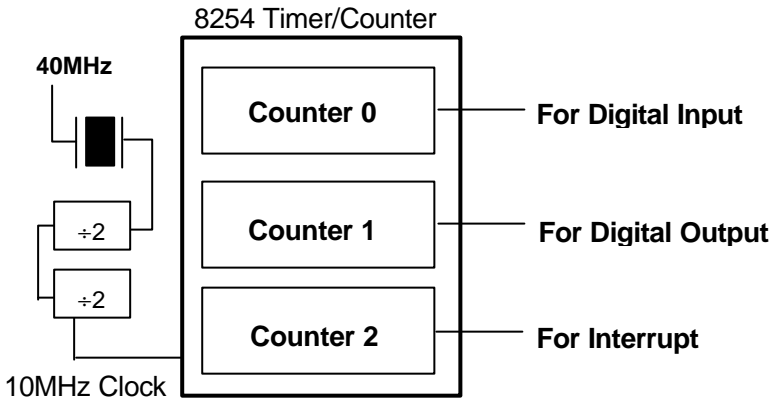 8254 Timer/Counter
40MHz
Counter 0
For Digital Input
÷2
Counter 1
For Digital Output
÷2
Counter 2
For Interrupt
10MHz Clock